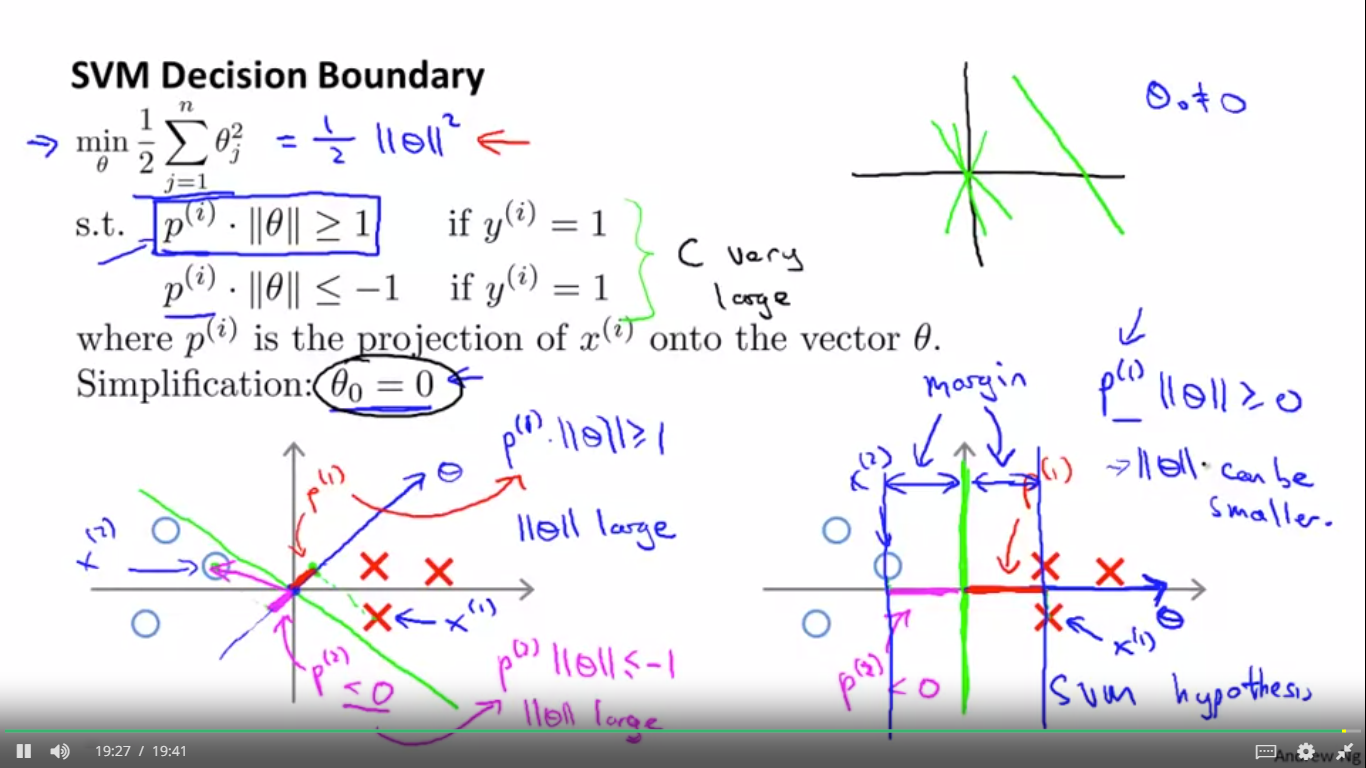 SVM Decision Boundary
→ min_θ 1/2 ∑_{j=1}^{n} θ_j^2 = 1/2 ||θ||^2 ←
s.t. p^(i) · ‖θ‖ ≥ 1 if y^(i) = 1
p^(i) · ‖θ‖ ≤ −1 if y^(i) = 1
C very
large
where p^(i) is the projection of x^(i) onto the vector θ.
Simplification: θ_0 = 0
θ_0 ≠ 0
p^(1) · ||θ|| ≥ 1
θ
p^(1)
||θ|| large
x^(2)
x^(1)
p^(2) ||θ|| ≤ -1
p^(2)
< 0
||θ|| large
margin
p^(1) ||θ|| ≥ 0
x^(2)
p^(1)
→ ||θ|| can be
smaller.
θ
x^(1)
p^(2) < 0
SVM hypothesis
19:27 / 19:41
Andrew Ng